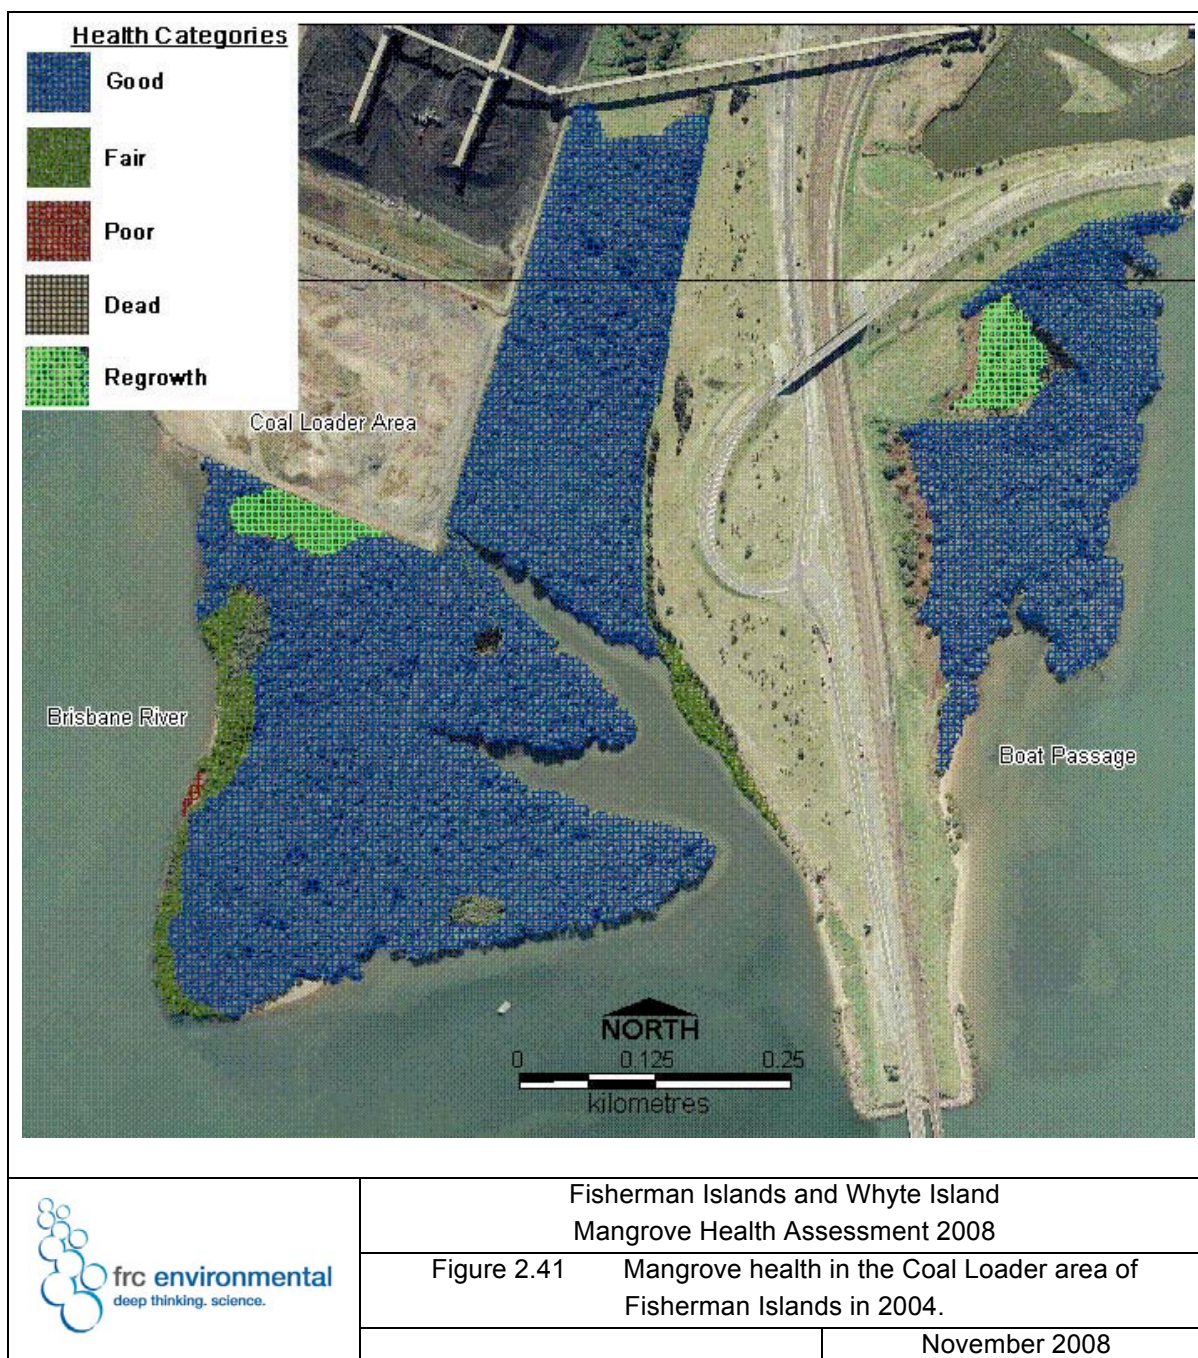 Health Categories
Good
Fair
Poor
Dead
Regrowth
Coal Loader Area
Brisbane River
Boat Passage
NORTH
0 0.125 0.25
kilometres
frc environmental
deep thinking. science.
Fisherman Islands and Whyte Island
Mangrove Health Assessment 2008
Figure 2.41 Mangrove health in the Coal Loader area of
Fisherman Islands in 2004.
November 2008